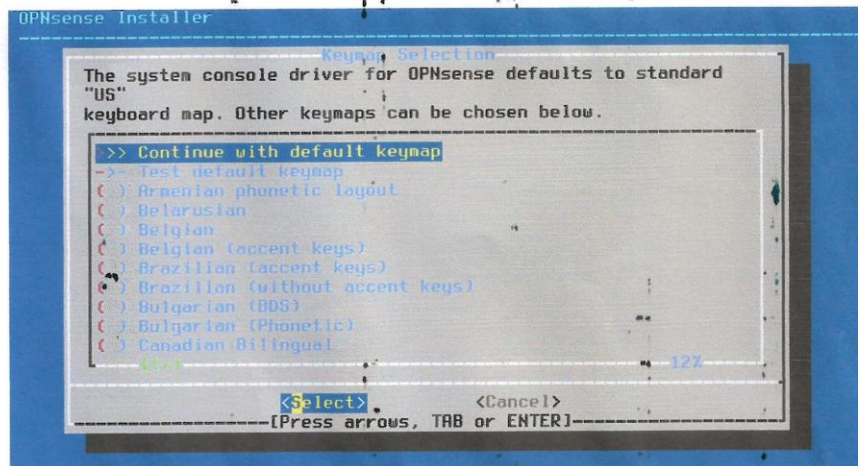 OPNsense Installer
Keymap Selection
The system console driver for OPNsense defaults to standard
"US"
keyboard map. Other keymaps can be chosen below.
>>> Continue with default keymap
->- Test default keymap
( ) Armenian phonetic layout
( ) Belarusian
( ) Belgian
( ) Belgian (accent keys)
( ) Brazilian (accent keys)
( ) Brazilian (without accent keys)
( ) Bulgarian (BDS)
( ) Bulgarian (Phonetic)
( ) Canadian Bilingual
12%
<Select> <Cancel>
[Press arrows, TAB or ENTER]